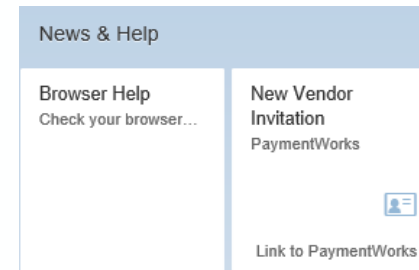 News & Help
Browser Help
Check your browser...
New Vendor
Invitation
PaymentWorks
Link to PaymentWorks